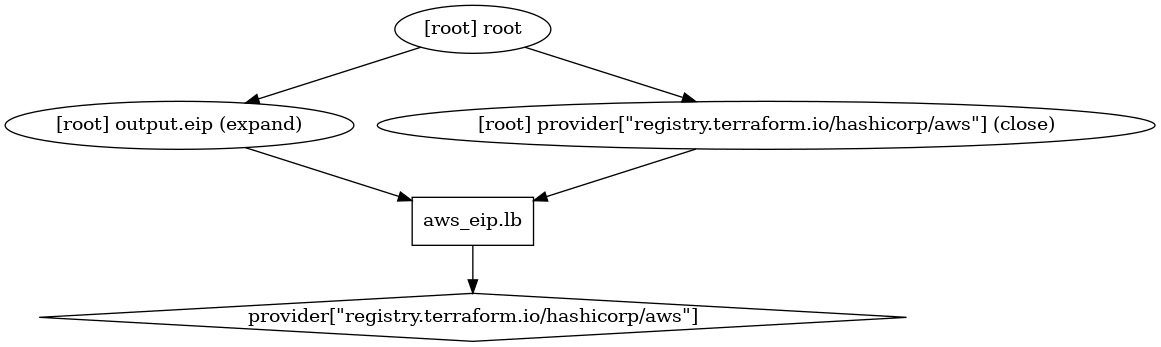 [root] root
[root] output.eip (expand)
[root] provider["registry.terraform.io/hashicorp/aws"] (close)
aws_eip.lb
provider["registry.terraform.io/hashicorp/aws"]